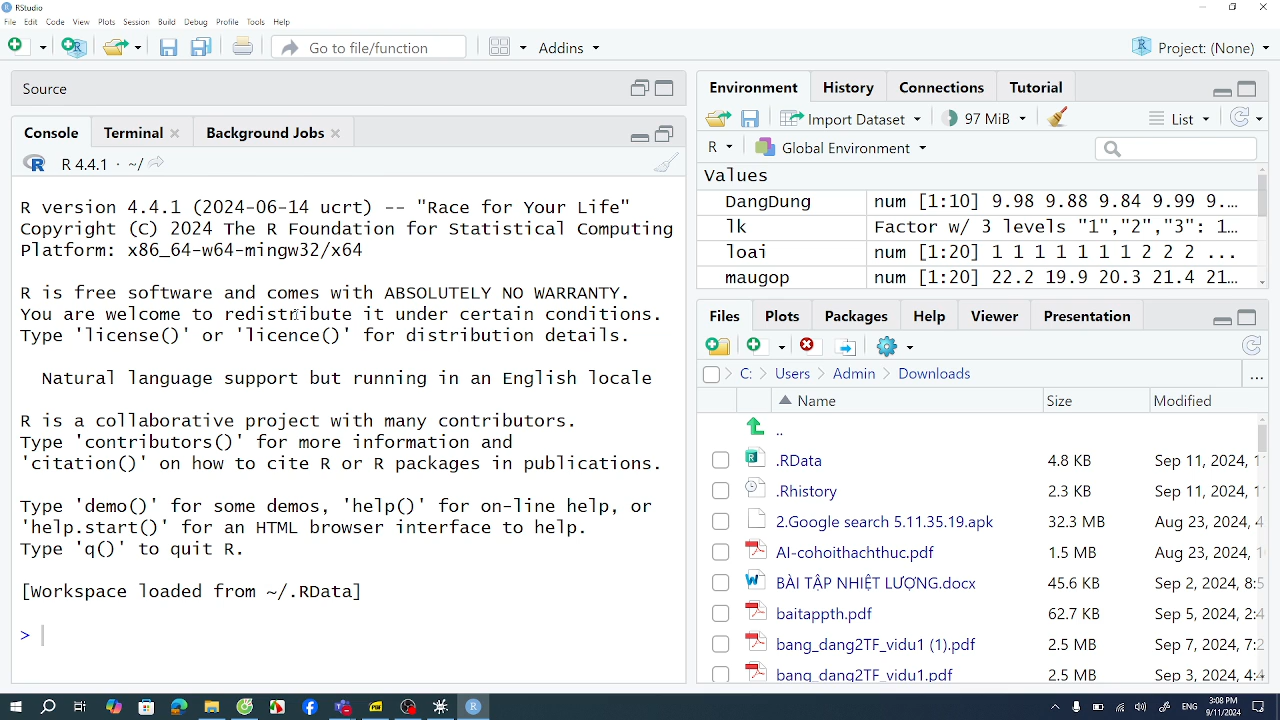 RStudio
File Edit Code View Plots Session Build Debug Profile Tools Help
Go to file/function
Addins
Project: (None)
Source
Console Terminal Background Jobs
R 4.4.1 · ~/
R version 4.4.1 (2024-06-14 ucrt) -- "Race for Your Life"
Copyright (C) 2024 The R Foundation for Statistical Computing
Platform: x86_64-w64-mingw32/x64
R is free software and comes with ABSOLUTELY NO WARRANTY.
You are welcome to redistribute it under certain conditions.
Type 'license()' or 'licence()' for distribution details.
Natural language support but running in an English locale
R is a collaborative project with many contributors.
Type 'contributors()' for more information and
'citation()' on how to cite R or R packages in publications.
Type 'demo()' for some demos, 'help()' for on-line help, or
'help.start()' for an HTML browser interface to help.
Type 'q()' to quit R.
[Workspace loaded from ~/.RData]
>
Environment History Connections Tutorial
Import Dataset 97 MiB List
R Global Environment
Values
DangDung num [1:10] 9.98 9.88 9.84 9.99 9....
lk Factor w/ 3 levels "1","2","3": 1...
loai num [1:20] 1 1 1 1 1 1 1 2 2 2 ...
maugop num [1:20] 22.2 19.9 20.3 21.4 21...
Files Plots Packages Help Viewer Presentation
C: Users Admin Downloads ...
Name Size Modified
..
.RData 4.8 KB Sep 11, 2024,
.Rhistory 2.3 KB Sep 11, 2024,
2.Google search 5.11.35.19.apk 32.3 MB Aug 23, 2024, 4
AI-cohoithachthuc.pdf 1.5 MB Aug 23, 2024,
BÀI TẬP NHIỆT LƯỢNG.docx 45.6 KB Sep 2, 2024, 8:5
baitappth.pdf 62.7 KB Sep 5, 2024, 2:4
bang_dang2TF_vidu1 (1).pdf 2.5 MB Sep 7, 2024, 7:2
bang_dang2TF_vidu1.pdf 2.5 MB Sep 3, 2024, 4:4
ENG 3:08 PM
9/11/2024